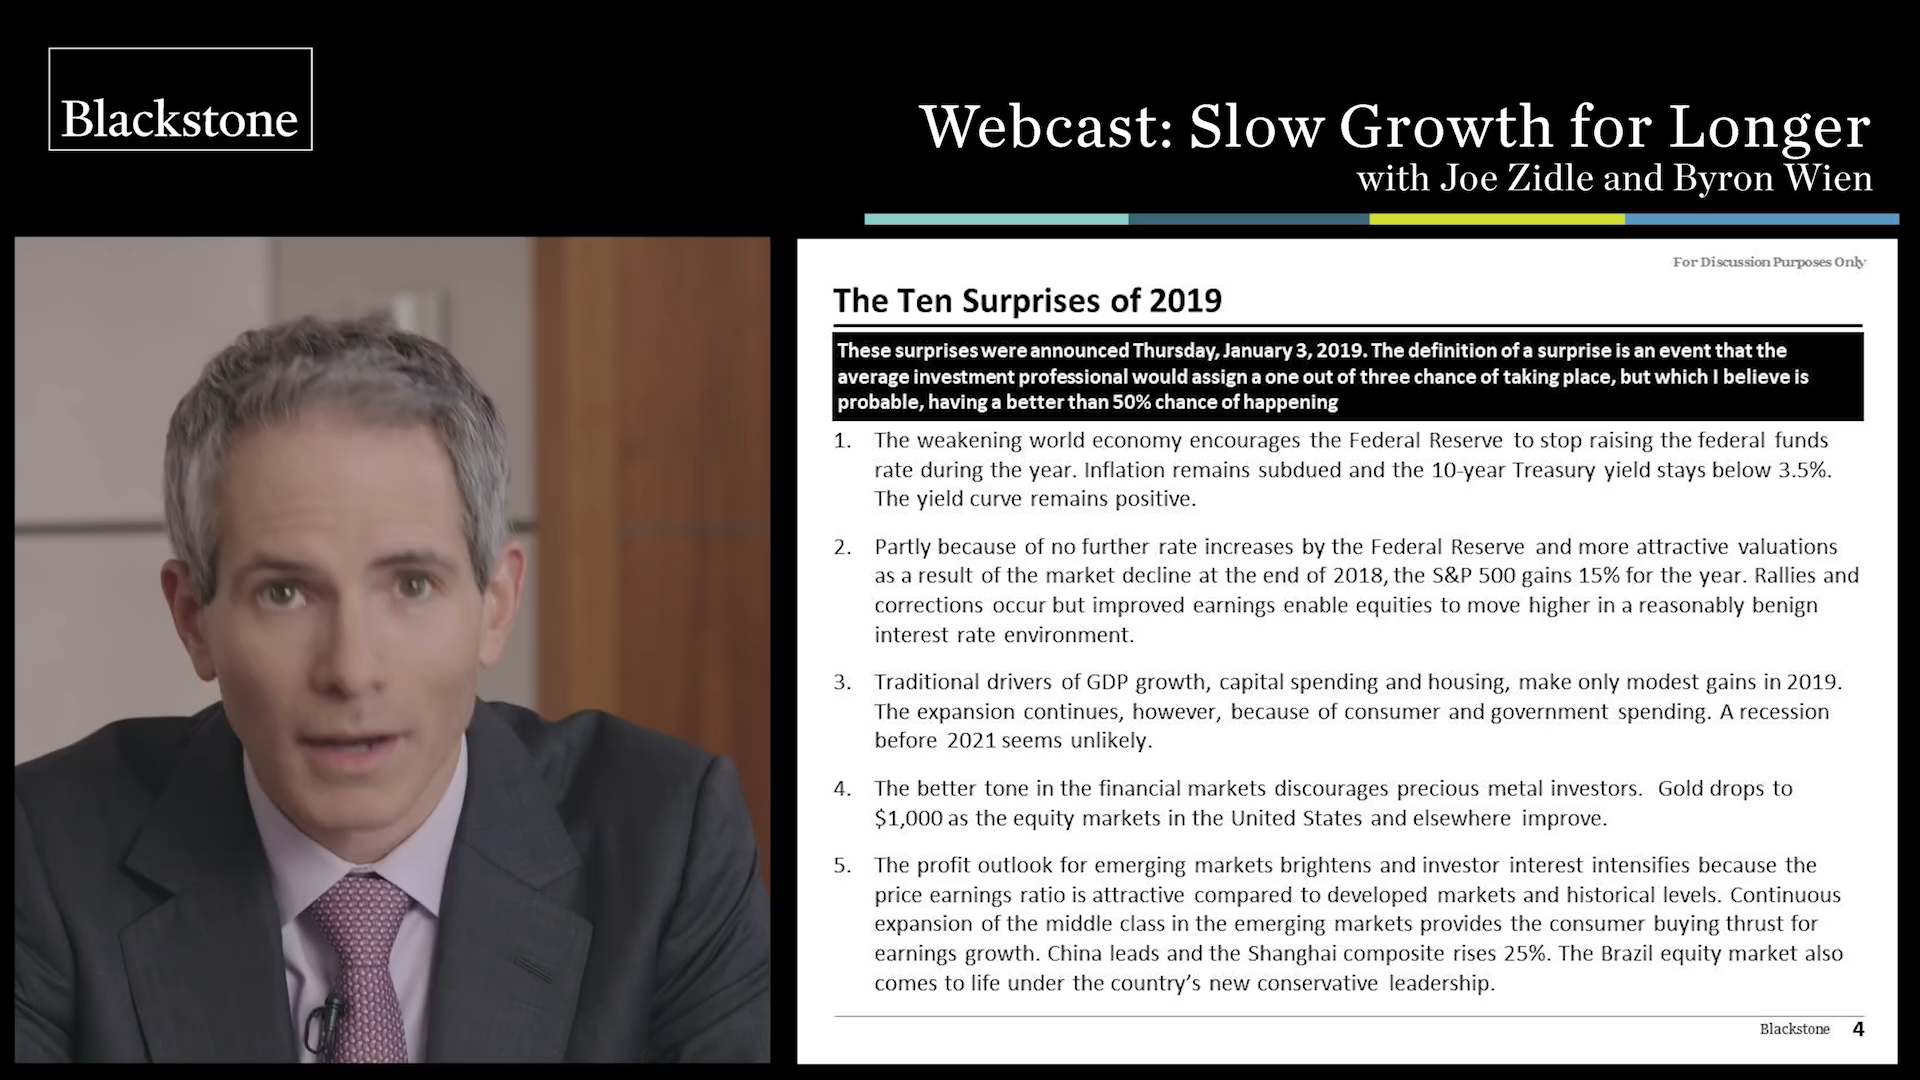 Blackstone
Webcast: Slow Growth for Longer
with Joe Zidle and Byron Wien
For Discussion Purposes Only
The Ten Surprises of 2019
These surprises were announced Thursday, January 3, 2019. The definition of a surprise is an event that the
average investment professional would assign a one out of three chance of taking place, but which I believe is
probable, having a better than 50% chance of happening
1. The weakening world economy encourages the Federal Reserve to stop raising the federal funds
rate during the year. Inflation remains subdued and the 10-year Treasury yield stays below 3.5%.
The yield curve remains positive.
2. Partly because of no further rate increases by the Federal Reserve and more attractive valuations
as a result of the market decline at the end of 2018, the S&P 500 gains 15% for the year. Rallies and
corrections occur but improved earnings enable equities to move higher in a reasonably benign
interest rate environment.
3. Traditional drivers of GDP growth, capital spending and housing, make only modest gains in 2019.
The expansion continues, however, because of consumer and government spending. A recession
before 2021 seems unlikely.
4. The better tone in the financial markets discourages precious metal investors. Gold drops to
$1,000 as the equity markets in the United States and elsewhere improve.
5. The profit outlook for emerging markets brightens and investor interest intensifies because the
price earnings ratio is attractive compared to developed markets and historical levels. Continuous
expansion of the middle class in the emerging markets provides the consumer buying thrust for
earnings growth. China leads and the Shanghai composite rises 25%. The Brazil equity market also
comes to life under the country's new conservative leadership.
Blackstone 4